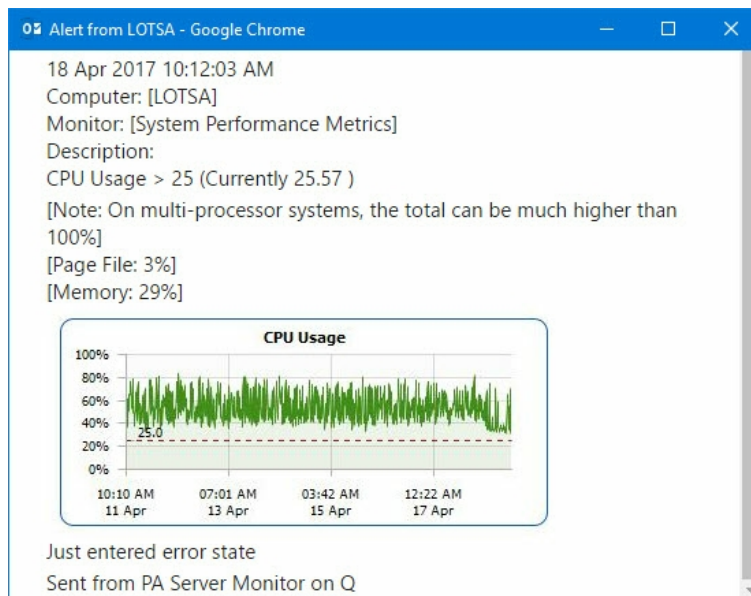 Alert from LOTSA - Google Chrome
18 Apr 2017 10:12:03 AM
Computer: [LOTSA]
Monitor: [System Performance Metrics]
Description:
CPU Usage > 25 (Currently 25.57 )
[Note: On multi-processor systems, the total can be much higher than
100%]
[Page File: 3%]
[Memory: 29%]
CPU Usage
100%
80%
60%
40%
25.0
20%
0%
10:10 AM 07:01 AM 03:42 AM 12:22 AM
11 Apr 13 Apr 15 Apr 17 Apr
Just entered error state
Sent from PA Server Monitor on Q